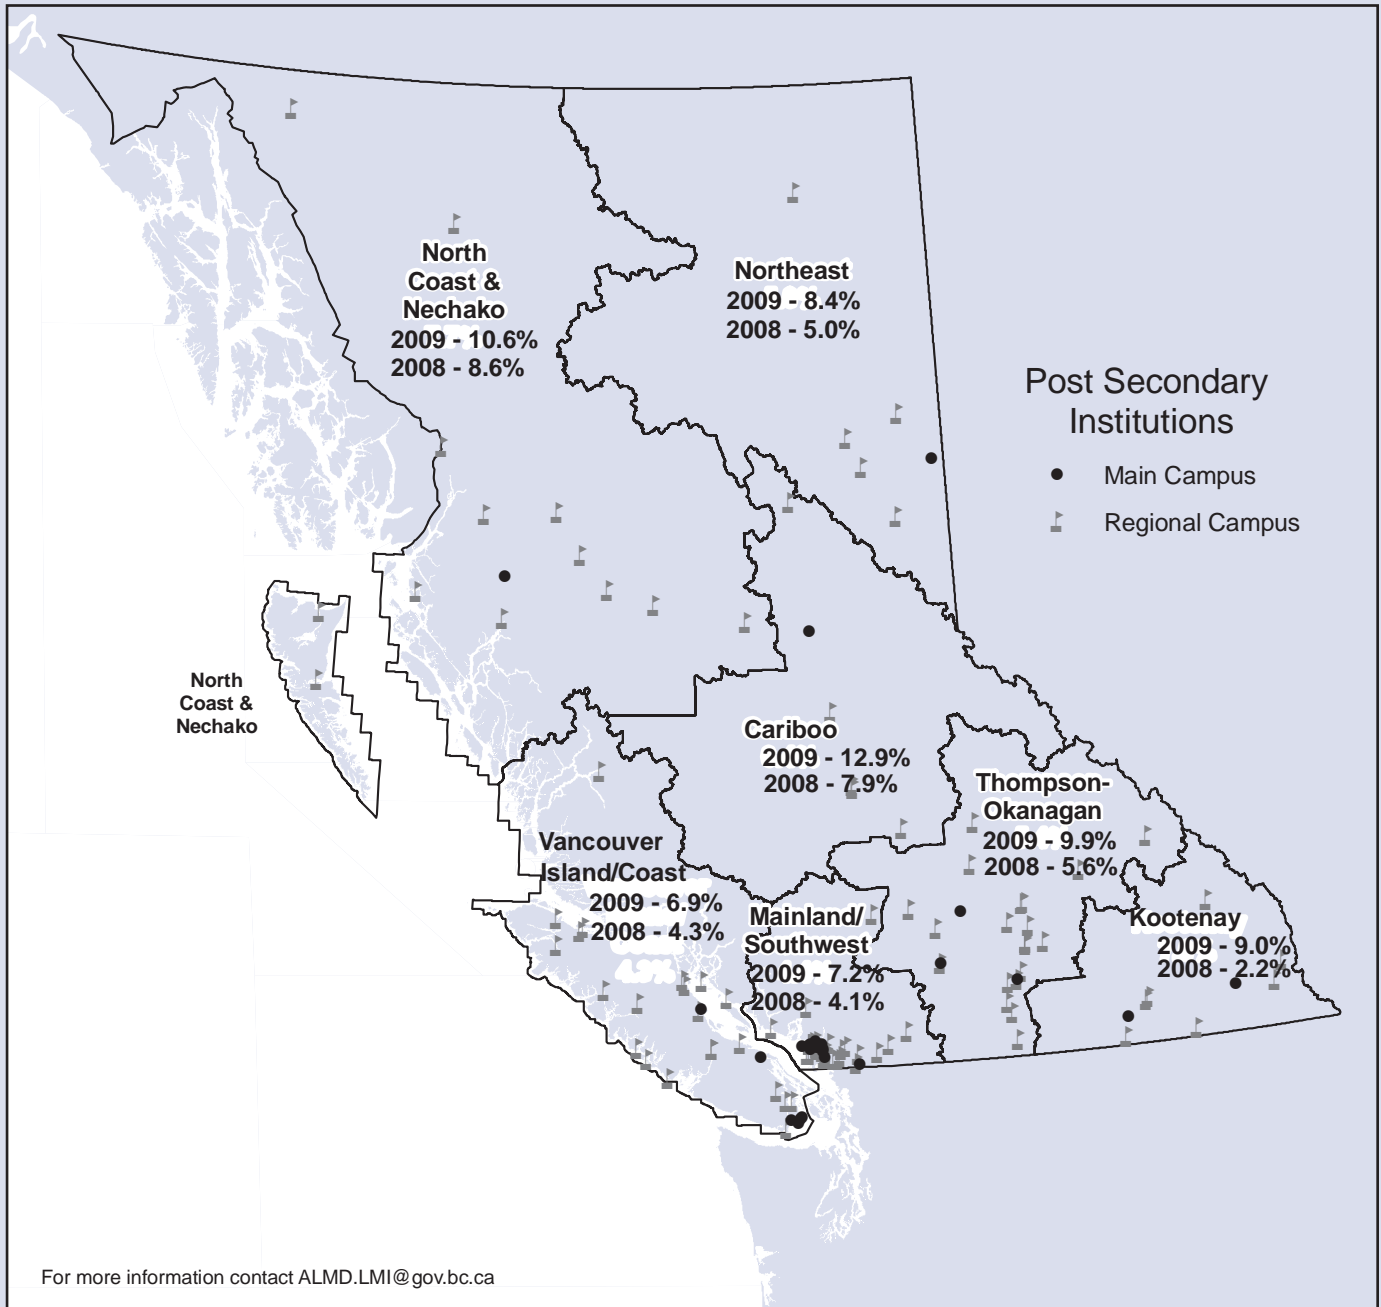 North
Coast &
Nechako
2009 - 10.6%
2008 - 8.6%
Northeast
2009 - 8.4%
2008 - 5.0%
Post Secondary
Institutions
Main Campus
Regional Campus
North
Coast &
Nechako
Cariboo
2009 - 12.9%
2008 - 7.9%
Thompson-
Okanagan
2009 - 9.9%
2008 - 5.6%
Vancouver
Island/Coast
2009 - 6.9%
2008 - 4.3%
Mainland/
Southwest
2009 - 7.2%
2008 - 4.1%
Kootenay
2009 - 9.0%
2008 - 2.2%
For more information contact ALMD.LMI@gov.bc.ca